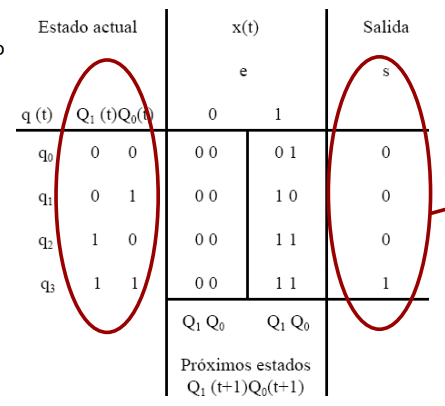 Estado actual x(t) Salida
e s
q (t) Q₁ (t)Q₀(t) 0 1
q₀ 0 0 0 0 0 1 0
q₁ 0 1 0 0 1 0 0
q₂ 1 0 0 0 1 1 0
q₃ 1 1 0 0 1 1 1
Q₁ Q₀ Q₁ Q₀
Próximos estados
Q₁ (t+1)Q₀(t+1)